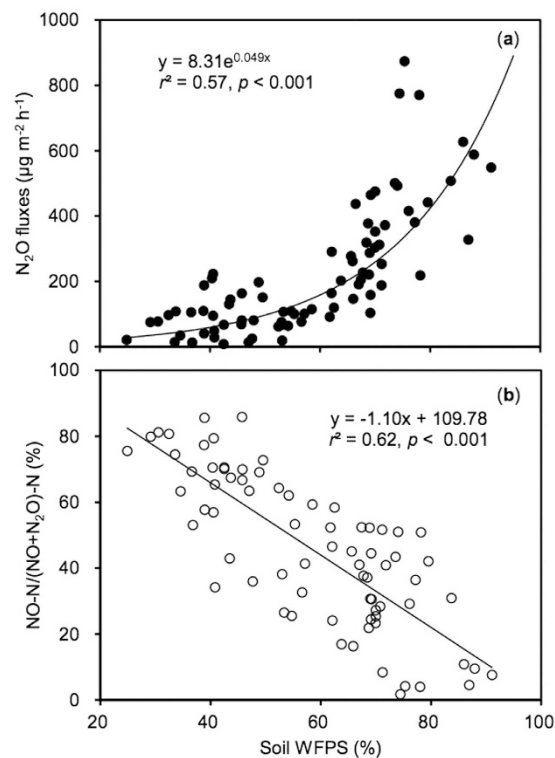 1000
(a)
y = 8.31e^0.049x
r² = 0.57, p < 0.001
800
600
400
200
0
N₂O fluxes (µg m⁻² h⁻¹)
100
(b)
y = -1.10x + 109.78
r² = 0.62, p < 0.001
80
60
40
20
0
NO-N/(NO+N₂O)-N (%)
20 40 60 80 100
Soil WFPS (%)